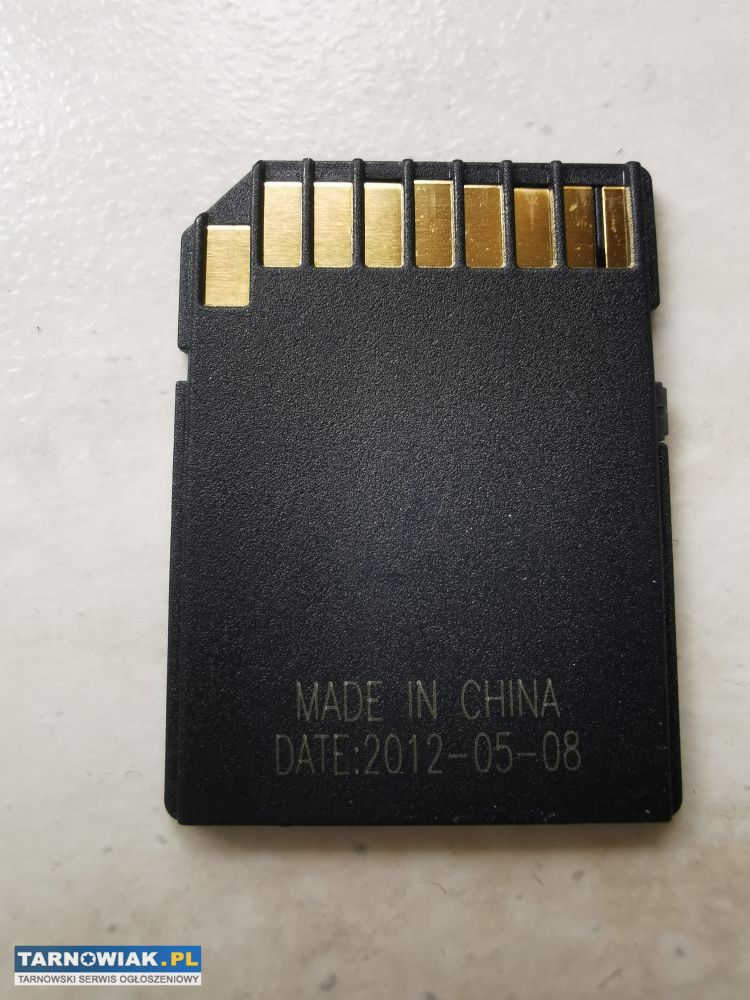 MADE IN CHINA
DATE:2012-05-08
TARNOWIAK.PL
TARNOWSKI SERWIS OGŁOSZENIOWY